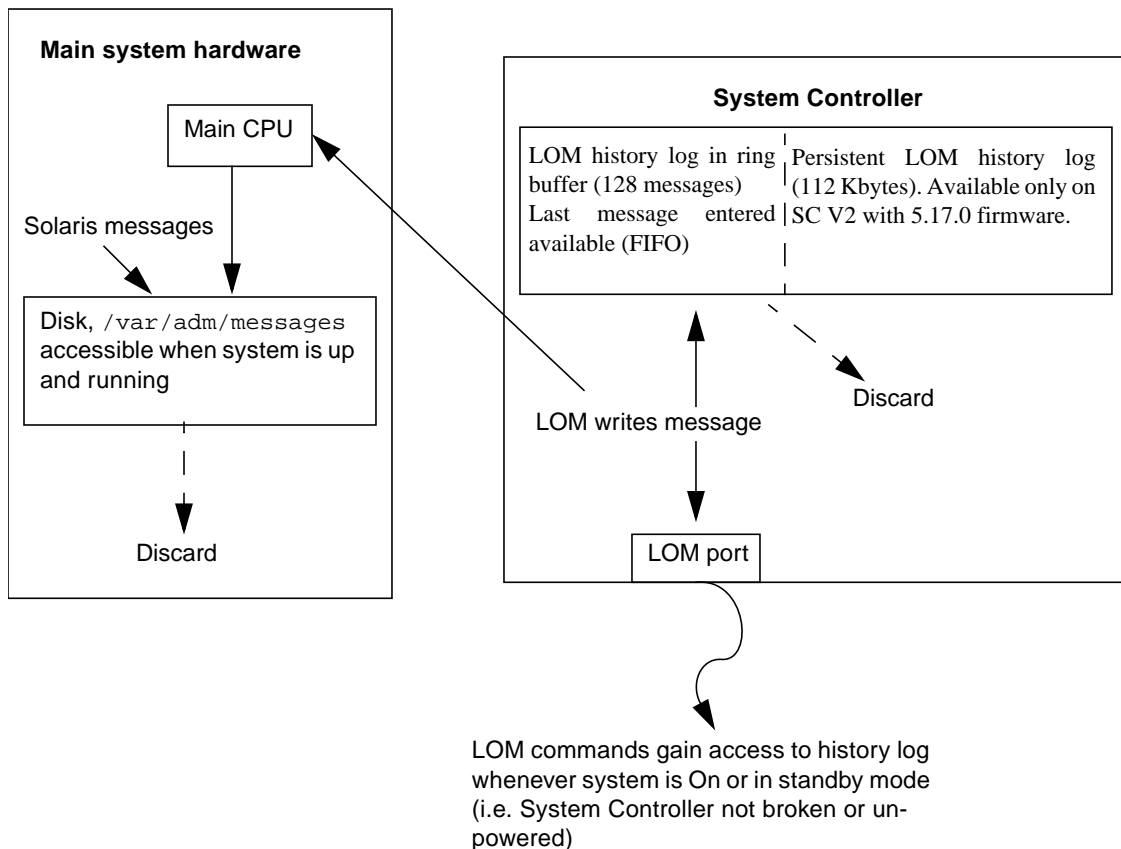 Main system hardware
Main CPU
Solaris messages
Disk, /var/adm/messages
accessible when system is up
and running
Discard
System Controller
LOM history log in ring
buffer (128 messages)
Last message entered
available (FIFO)
Persistent LOM history log
(112 Kbytes). Available only on
SC V2 with 5.17.0 firmware.
Discard
LOM writes message
LOM port
LOM commands gain access to history log
whenever system is On or in standby mode
(i.e. System Controller not broken or un-
powered)